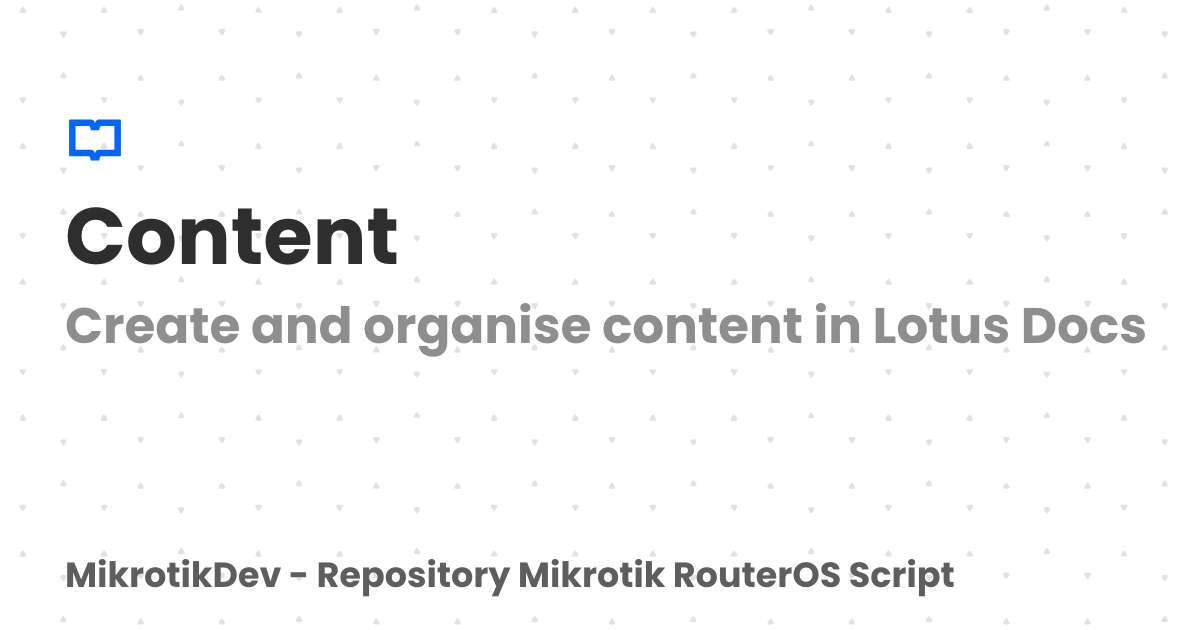 Content
Create and organise content in Lotus Docs
MikrotikDev - Repository Mikrotik RouterOS Script